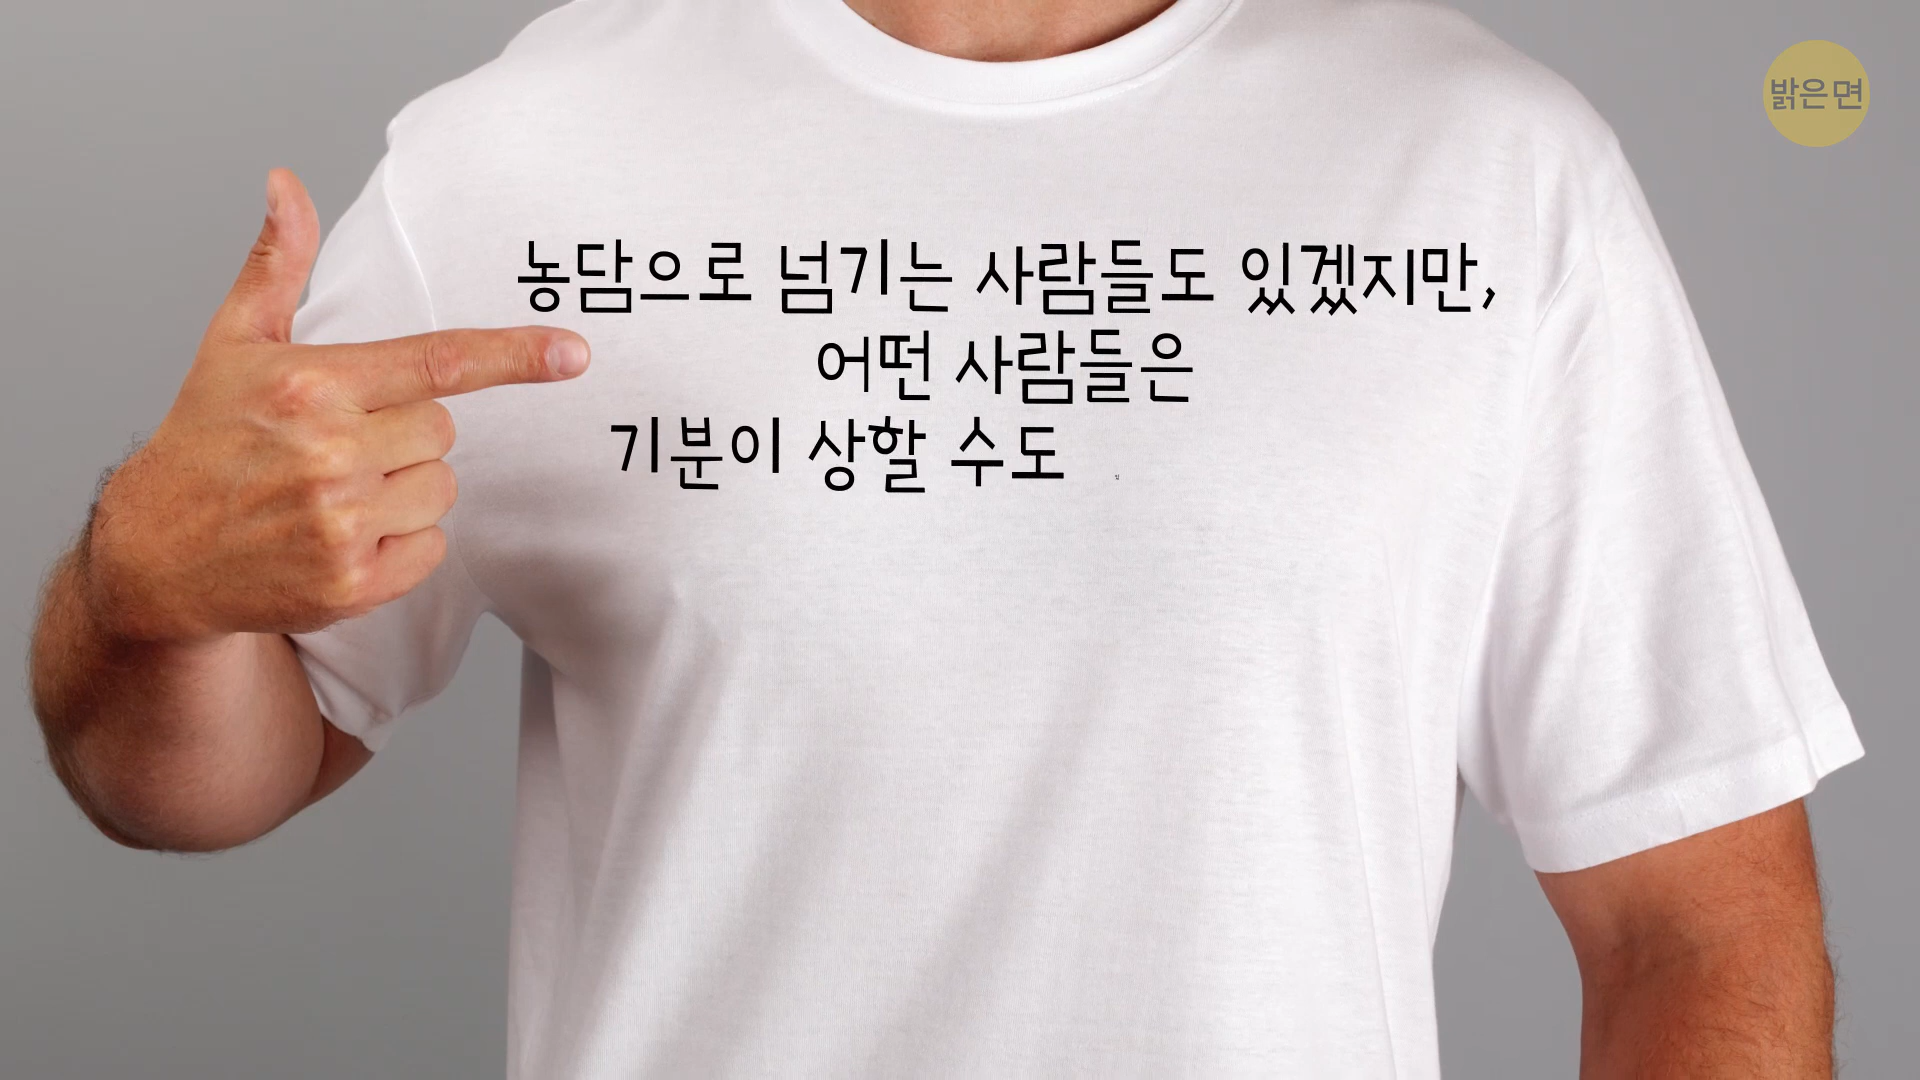 밝은면
농담으로 넘기는 사람들도 있겠지만,
어떤 사람들은
기분이 상할 수도